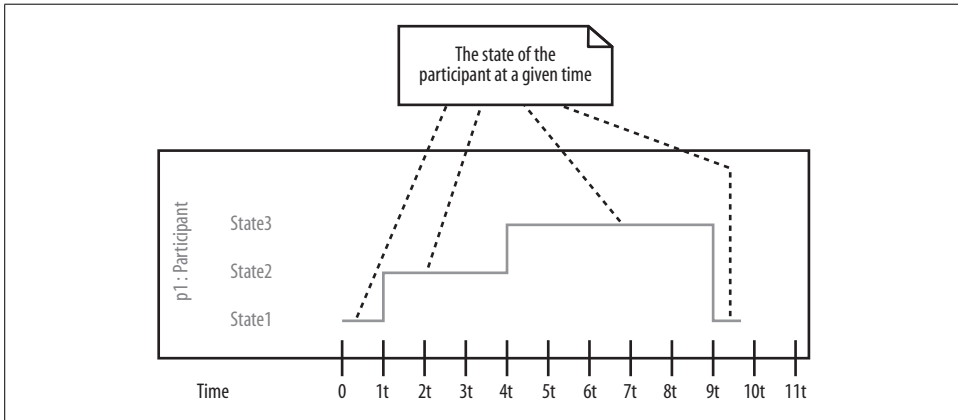 The state of the
participant at a given time
p1 : Participant
State3
State2
State1
Time 0 1t 2t 3t 4t 5t 6t 7t 8t 9t 10t 11t